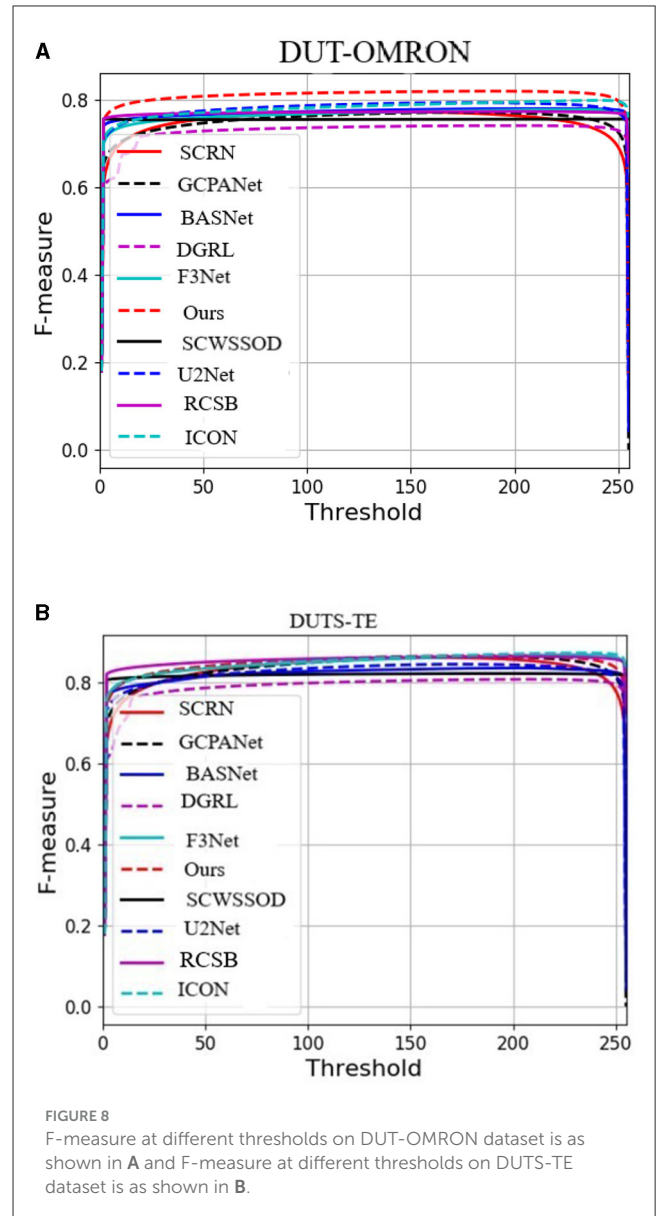 A
DUT-OMRON
F-measure
0.8
0.6
0.4
0.2
0.0
SCRN
GCPANet
BASNet
DGRL
F3Net
Ours
SCWSSOD
U2Net
RCSB
ICON
0 50 100 150 200 250
Threshold
B
DUTS-TE
F-measure
0.8
0.6
0.4
0.2
0.0
SCRN
GCPANet
BASNet
DGRL
F3Net
Ours
SCWSSOD
U2Net
RCSB
ICON
0 50 100 150 200 250
Threshold
FIGURE 8
F-measure at different thresholds on DUT-OMRON dataset is as
shown in A and F-measure at different thresholds on DUTS-TE
dataset is as shown in B.